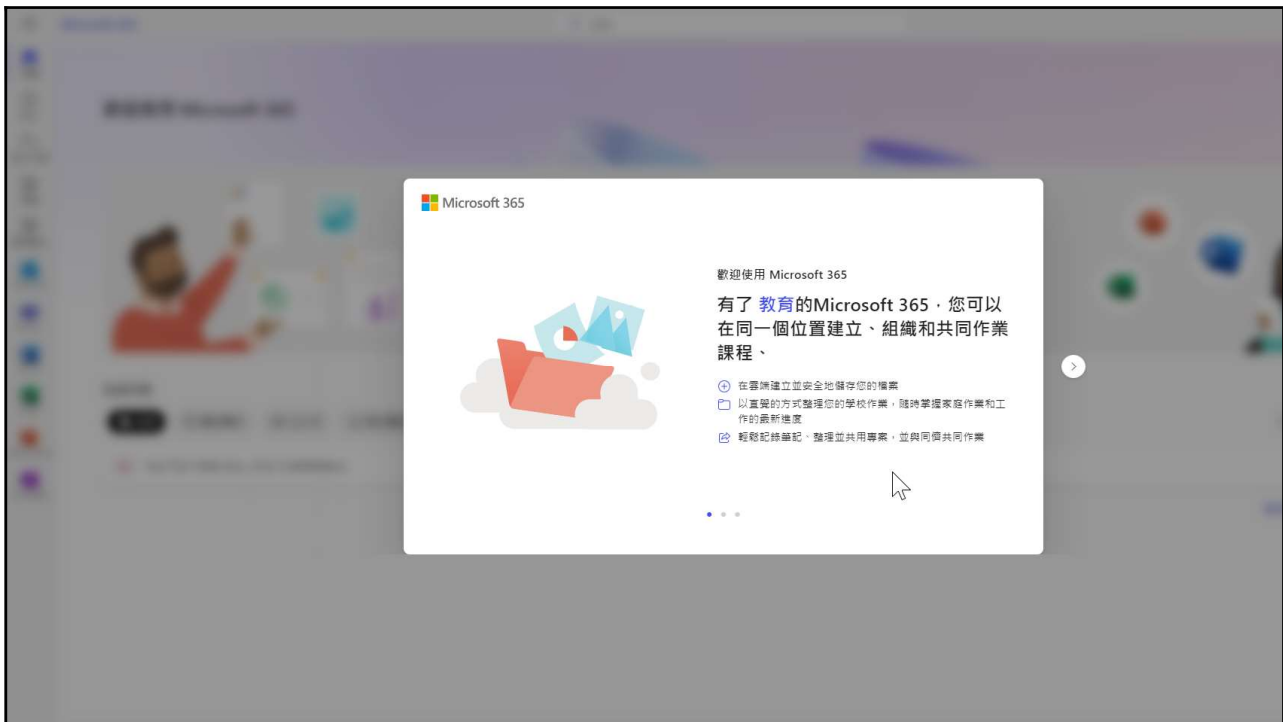 Microsoft 365
歡迎使用 Microsoft 365
有了 教育的Microsoft 365，您可以
在同一個位置建立、組織和共同作業
課程、
在雲端建立並安全地儲存您的檔案
以直覺的方式整理您的學校作業，隨時掌握家庭作業和工
作的最新進度
輕鬆記錄筆記、整理並共用專案，並與同儕共同作業